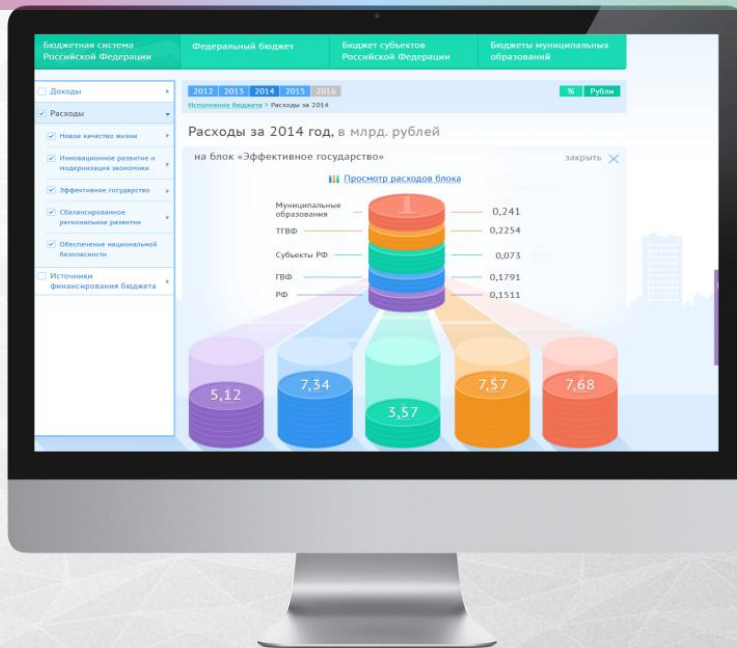 Бюджетная система
Российской Федерации
Федеральный бюджет
Бюджет субъектов
Российской Федерации
Бюджеты муниципальных
образований
Доходы
Расходы
Новое качество жизни
Инновационное развитие и
модернизация экономики
Эффективное государство
Сбалансированное
региональное развитие
Обеспечение национальной
безопасности
Источники
финансирования бюджета
2012 2013 2014 2015 2016
% Рубли
Исполнение бюджета > Расходы за 2014
Расходы за 2014 год, в млрд. рублей
на блок «Эффективное государство»
закрыть
Просмотр расходов блока
1
Муниципальные
образования
0,241
ТГВФ
0,2254
Субъекты РФ
0,073
ГВФ
0,1791
РФ
0,1511
5,12
7,34
3,57
7,57
7,68